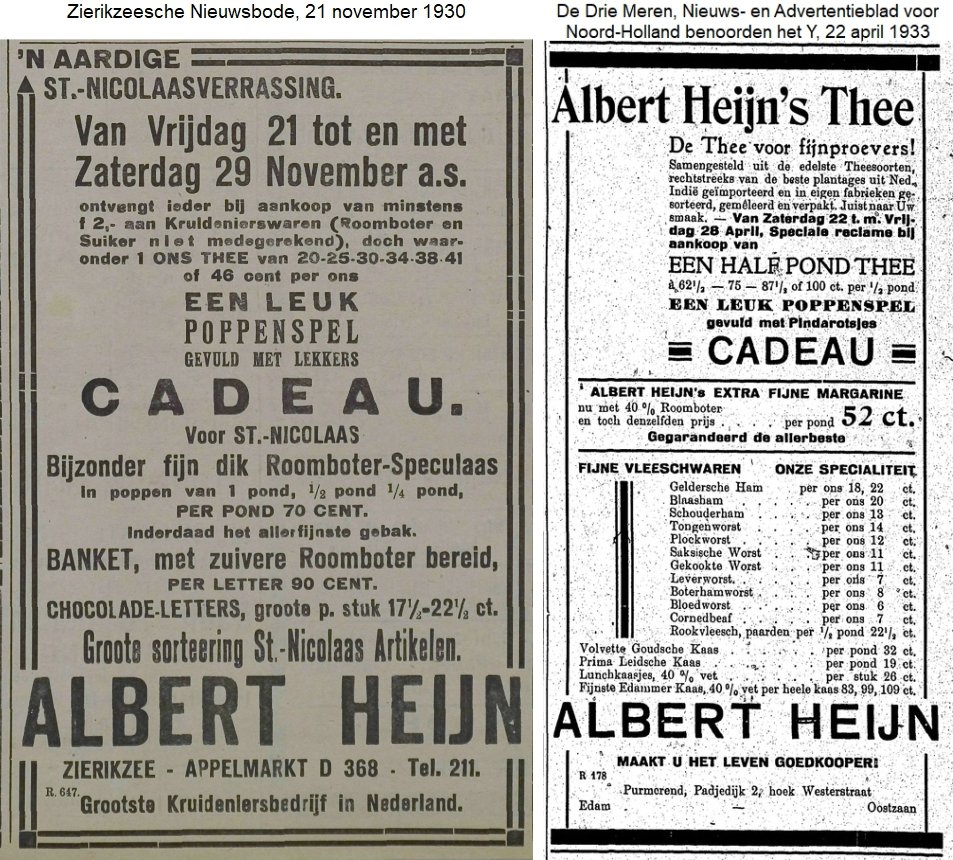 Zierikzeesche Nieuwsbode, 21 november 1930
'N AARDIGE
ST.-NICOLAASVERRASSING.
Van Vrijdag 21 tot en met
Zaterdag 29 November a.s.
ontvangt ieder bij aankoop van minstens
f 2,- aan Kruidenierswaren (Roomboter en
Suiker niet medegerekend), doch waar-
onder 1 ONS THEE van 20-25-30-34-38-41
of 46 cent per ons
EEN LEUK
POPPENSPEL
GEVULD MET LEKKERS
CADEAU.
Voor ST.-NICOLAAS
Bijzonder fijn dik Roomboter-Speculaas
In poppen van 1 pond, 1/2 pond 1/4 pond,
PER POND 70 CENT.
Inderdaad het allerfijnste gebak.
BANKET, met zuivere Roomboter bereid,
PER LETTER 90 CENT.
CHOCOLADE-LETTERS, groote p. stuk 17½-22½ ct.
Groote sorteering St.-Nicolaas Artikelen.
ALBERT HEIJN
ZIERIKZEE - APPELMARKT D 368 - Tel. 211.
R. 647.
Grootste Kruideniersbedrijf in Nederland.
De Drie Meren, Nieuws- en Advertentieblad voor
Noord-Holland benoorden het Y, 22 april 1933
Albert Heijn's Thee
De Thee voor fijnproevers!
Samengesteld uit de edelste Theesoorten,
rechtstreeks van de beste plantages uit Ned.,
Indië geïmporteerd en in eigen fabrieken ge-
sorteerd, gemêleerd en verpakt. Juist naar Uw
smaak. — Van Zaterdag 22 t. m. Vrij-
dag 28 April, Speciale reclame bij
aankoop van
EEN HALF POND THEE
à 62½ — 75 — 87½ of 100 ct. per ½ pond
EEN LEUK POPPENSPEL
gevuld met Pindarotsjes
CADEAU
ALBERT HEIJN's EXTRA FIJNE MARGARINE
nu met 40 % Roomboter
en toch denzelfden prijs . . . . . per pond 52 ct.
Gegarandeerd de allerbeste
FIJNE VLEESCHWAREN ONZE SPECIALITEIT
Geldersche Ham per ons 18, 22 ct.
Blaasham . . . . . per ons 20 ct.
Schouderham . . . . per ons 13 ct.
Tongenworst . . . . per ons 14 ct.
Plockworst . . . . per ons 12 ct.
Saksische Worst . . . per ons 11 ct.
Gekookte Worst . . . per ons 11 ct.
Leverworst. . . . . per ons 7 ct.
Boterhamworst . . . per ons 8 ct.
Bloedworst . . . . per ons 6 ct.
Cornedbeaf . . . . per ons 7 ct.
Rookvleesch, paarden per ½ pond 22½ ct.
Volvette Goudsche Kaas . . . . . per pond 32 ct.
Prima Leidsche Kaas . . . . . per pond 19 ct.
Lunchkaasjes, 40 % vet . . . . . per stuk 26 ct.
Fijnste Edammer Kaas, 40 % vet per heele kaas 83, 99, 109 ct.
ALBERT HEIJN
MAAKT U HET LEVEN GOEDKOOPER!
R 178
Purmerend, Padjedijk 2, hoek Westerstraat
Edam — Oostzaan